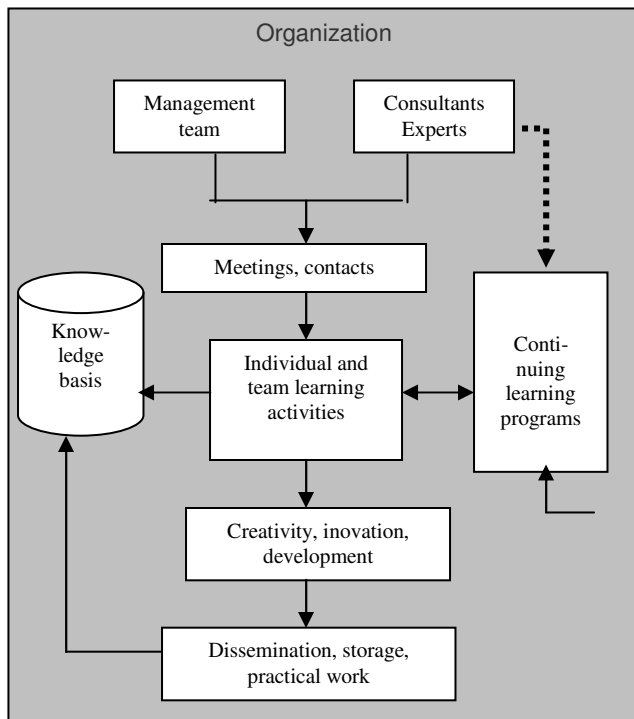 Organization
Management
team
Consultants
Experts
Meetings, contacts
Know-
ledge
basis
Individual and
team learning
activities
Conti-
nuing
learning
programs
Creativity, inovation,
development
Dissemination, storage,
practical work